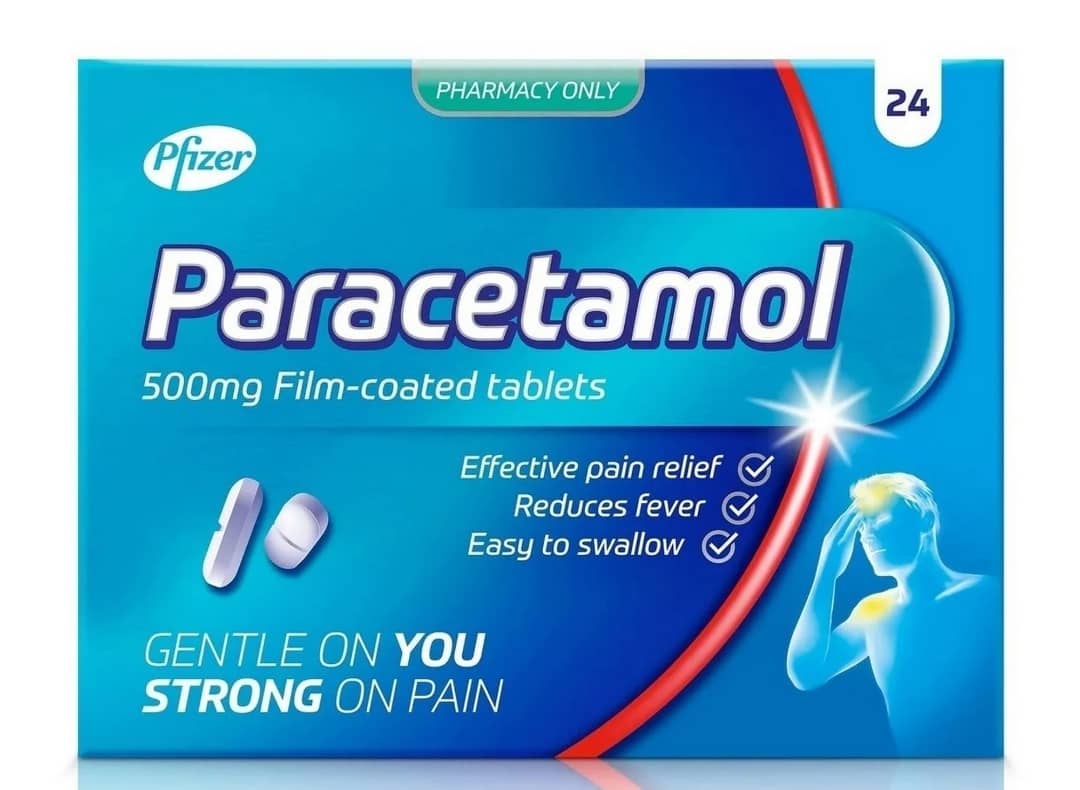 PHARMACY ONLY
24
Pfizer
Paracetamol
500mg Film-coated tablets
Effective pain relief
Reduces fever
Easy to swallow
GENTLE ON YOU
STRONG ON PAIN